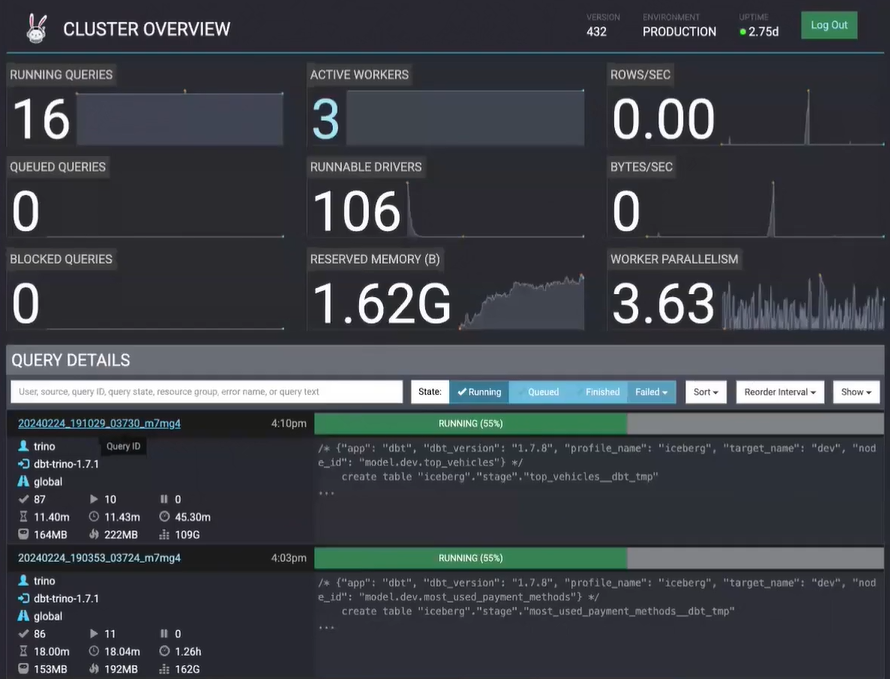 CLUSTER OVERVIEW
VERSION
432
ENVIRONMENT
PRODUCTION
UPTIME
2.75d
Log Out
RUNNING QUERIES
16
ACTIVE WORKERS
3
ROWS/SEC
0.00
QUEUED QUERIES
0
RUNNABLE DRIVERS
106
BYTES/SEC
0
BLOCKED QUERIES
0
RESERVED MEMORY (B)
1.62G
WORKER PARALLELISM
3.63
QUERY DETAILS
User, source, query ID, query state, resource group, error name, or query text
State:
Running
Queued
Finished
Failed
Sort
Reorder Interval
Show
20240224_191029_03730_m7mg4
4:10pm
RUNNING (55%)
trino
Query ID
dbt-trino-1.7.1
global
87 10 0
11.40m 11.43m 45.30m
164MB 222MB 109G
/* {"app": "dbt", "dbt_version": "1.7.8", "profile_name": "iceberg", "target_name": "dev", "nod
e_id": "model.dev.top_vehicles"} */
create table "iceberg"."stage"."top_vehicles__dbt_tmp"
...
20240224_190353_03724_m7mg4
4:03pm
RUNNING (55%)
trino
dbt-trino-1.7.1
global
86 11 0
18.00m 18.04m 1.26h
153MB 192MB 162G
/* {"app": "dbt", "dbt_version": "1.7.8", "profile_name": "iceberg", "target_name": "dev", "nod
e_id": "model.dev.most_used_payment_methods"} */
create table "iceberg"."stage"."most_used_payment_methods__dbt_tmp"
...